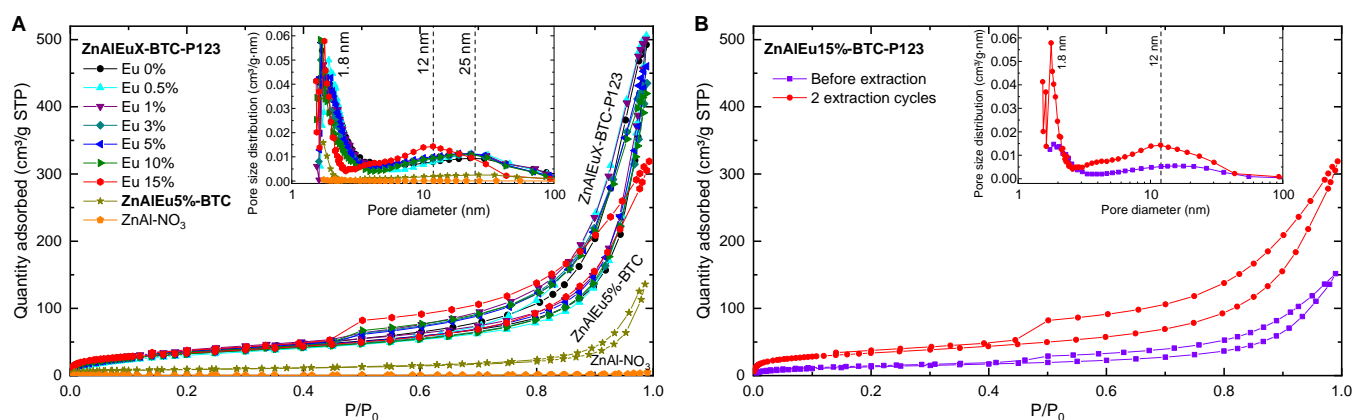 A
ZnAlEuX-BTC-P123
Eu 0%
Eu 0.5%
Eu 1%
Eu 3%
Eu 5%
Eu 10%
Eu 15%
ZnAlEu5%-BTC
ZnAl-NO₃
Quantity adsorbed (cm³/g STP)
500
400
300
200
100
0
0.0
0.2
0.4
0.6
0.8
1.0
P/P₀
Pore size distribution (cm³/g·nm)
0.06
0.05
0.04
0.03
0.02
0.01
0.00
1
10
100
Pore diameter (nm)
1.8 nm
12 nm
25 nm
ZnAlEuX-BTC-P123
ZnAlEu5%-BTC
ZnAl-NO₃
B
ZnAlEu15%-BTC-P123
Before extraction
2 extraction cycles
Quantity adsorbed (cm³/g STP)
500
400
300
200
100
0
0.0
0.2
0.4
0.6
0.8
1.0
P/P₀
Pore size distribution (cm³/g·nm)
0.06
0.05
0.04
0.03
0.02
0.01
0.00
1
10
100
Pore diameter (nm)
1.8 nm
12 nm